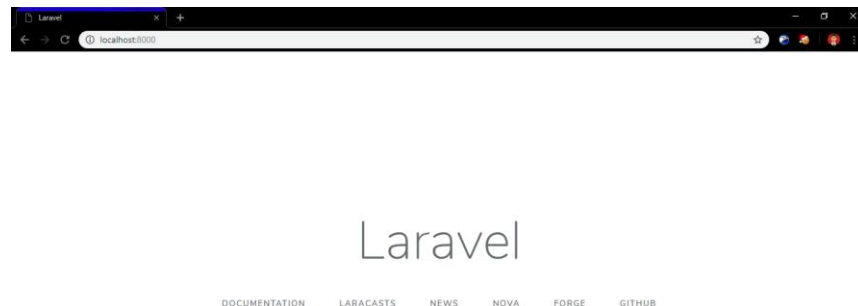 Laravel
localhost:8000
Laravel
DOCUMENTATION LARACASTS NEWS NOVA FORGE GITHUB